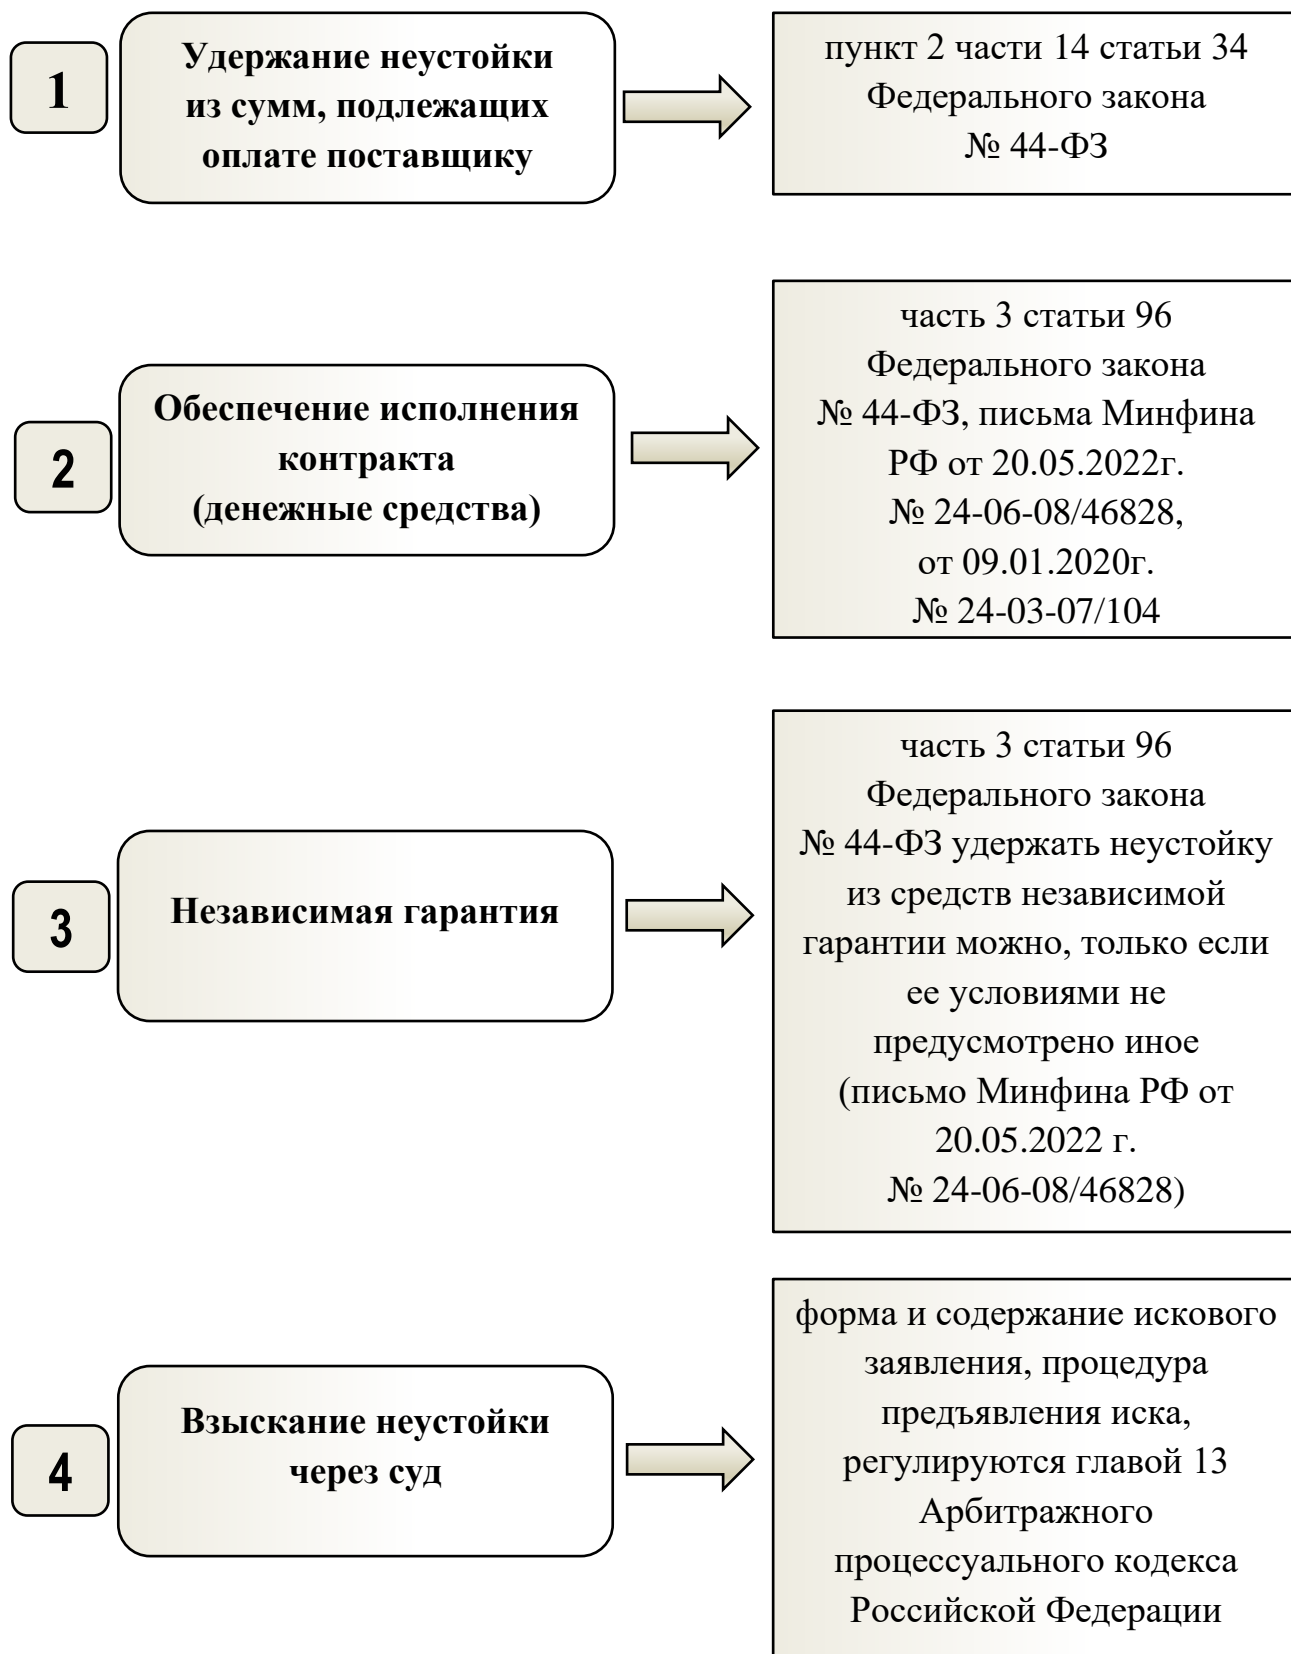 1
Удержание неустойки
из сумм, подлежащих
оплате поставщику
пункт 2 части 14 статьи 34
Федерального закона
№ 44-ФЗ
2
Обеспечение исполнения
контракта
(денежные средства)
часть 3 статьи 96
Федерального закона
№ 44-ФЗ, письма Минфина
РФ от 20.05.2022г.
№ 24-06-08/46828,
от 09.01.2020г.
№ 24-03-07/104
3
Независимая гарантия
часть 3 статьи 96
Федерального закона
№ 44-ФЗ удержать неустойку
из средств независимой
гарантии можно, только если
ее условиями не
предусмотрено иное
(письмо Минфина РФ от
20.05.2022 г.
№ 24-06-08/46828)
4
Взыскание неустойки
через суд
форма и содержание искового
заявления, процедура
предъявления иска,
регулируются главой 13
Арбитражного
процессуального кодекса
Российской Федерации